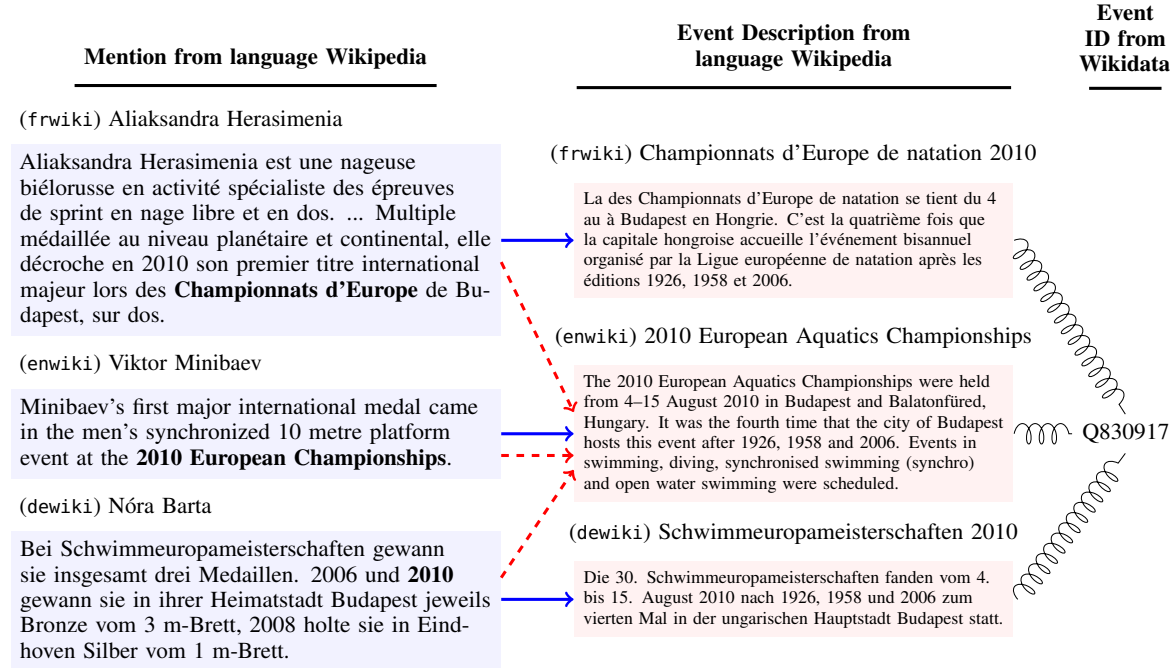 Mention from language Wikipedia
(frwiki) Aliaksandra Herasimenia
Aliaksandra Herasimenia est une nageuse
biélorusse en activité spécialiste des épreuves
de sprint en nage libre et en dos. ... Multiple
médaillée au niveau planétaire et continental, elle
décroche en 2010 son premier titre international
majeur lors des Championnats d'Europe de Bu-
dapest, sur dos.
(enwiki) Viktor Minibaev
Minibaev's first major international medal came
in the men's synchronized 10 metre platform
event at the 2010 European Championships.
(dewiki) Nóra Barta
Bei Schwimmeuropameisterschaften gewann
sie insgesamt drei Medaillen. 2006 und 2010
gewann sie in ihrer Heimatstadt Budapest jeweils
Bronze vom 3 m-Brett, 2008 holte sie in Eind-
hoven Silber vom 1 m-Brett.
Event Description from
language Wikipedia
(frwiki) Championnats d'Europe de natation 2010
La des Championnats d'Europe de natation se tient du 4
au à Budapest en Hongrie. C'est la quatrième fois que
la capitale hongroise accueille l'événement bisannuel
organisé par la Ligue européenne de natation après les
éditions 1926, 1958 et 2006.
(enwiki) 2010 European Aquatics Championships
The 2010 European Aquatics Championships were held
from 4–15 August 2010 in Budapest and Balatonfüred,
Hungary. It was the fourth time that the city of Budapest
hosts this event after 1926, 1958 and 2006. Events in
swimming, diving, synchronised swimming (synchro)
and open water swimming were scheduled.
(dewiki) Schwimmeuropameisterschaften 2010
Die 30. Schwimmeuropameisterschaften fanden vom 4.
bis 15. August 2010 nach 1926, 1958 und 2006 zum
vierten Mal in der ungarischen Hauptstadt Budapest statt.
Event
ID from
Wikidata
Q830917